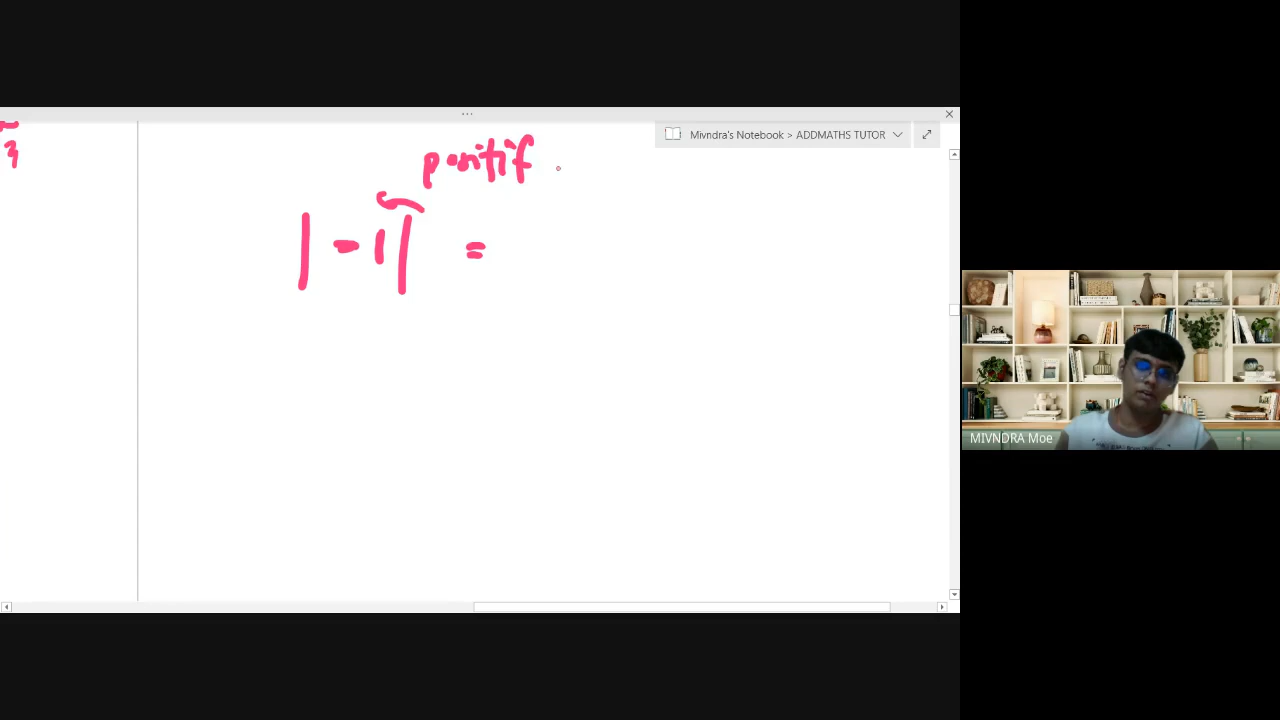 Mivndra's Notebook > ADDMATHS TUTOR
positif
|-1| =
MIVNDRA Moe